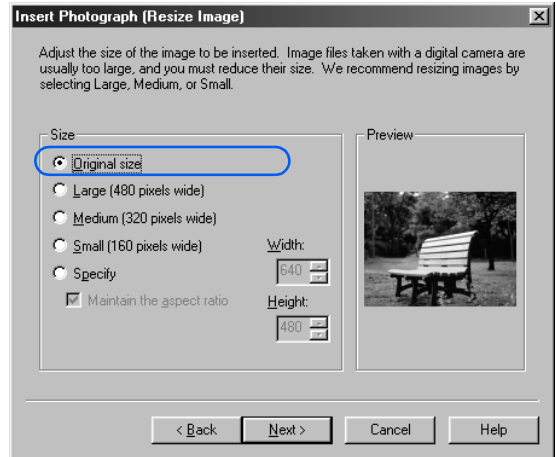 Insert Photograph (Resize Image)
Adjust the size of the image to be inserted. Image files taken with a digital camera are
usually too large, and you must reduce their size. We recommend resizing images by
selecting Large, Medium, or Small.
Size
Original size
Large (480 pixels wide)
Medium (320 pixels wide)
Small (160 pixels wide)
Specify
Maintain the aspect ratio
Width:
640
Height:
480
Preview
< Back
Next >
Cancel
Help